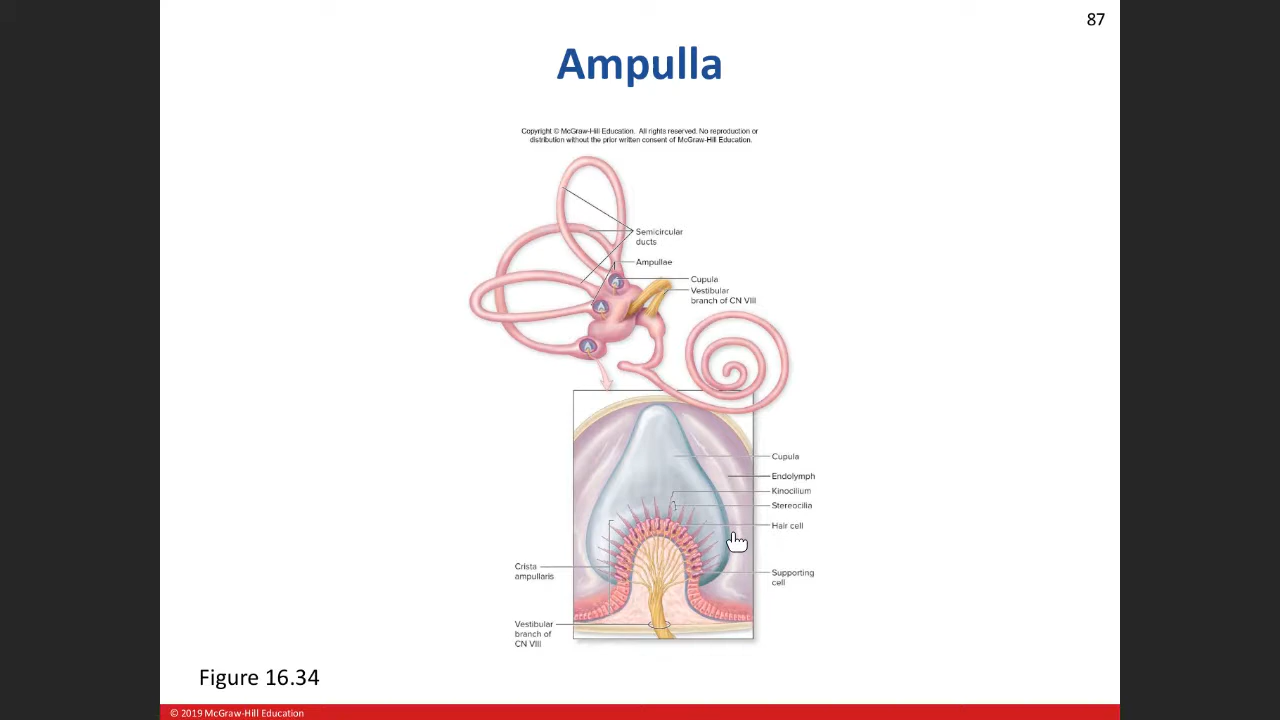 87
Ampulla
Copyright © McGraw-Hill Education. All rights reserved. No reproduction or
distribution without the prior written consent of McGraw-Hill Education.
Semicircular
ducts
Ampullae
Cupula
Vestibular
branch of CN VIII
Cupula
Endolymph
Kinocilium
Stereocilia
Hair cell
Crista
ampullaris
Supporting
cell
Vestibular
branch of
CN VIII
Figure 16.34
© 2019 McGraw-Hill Education